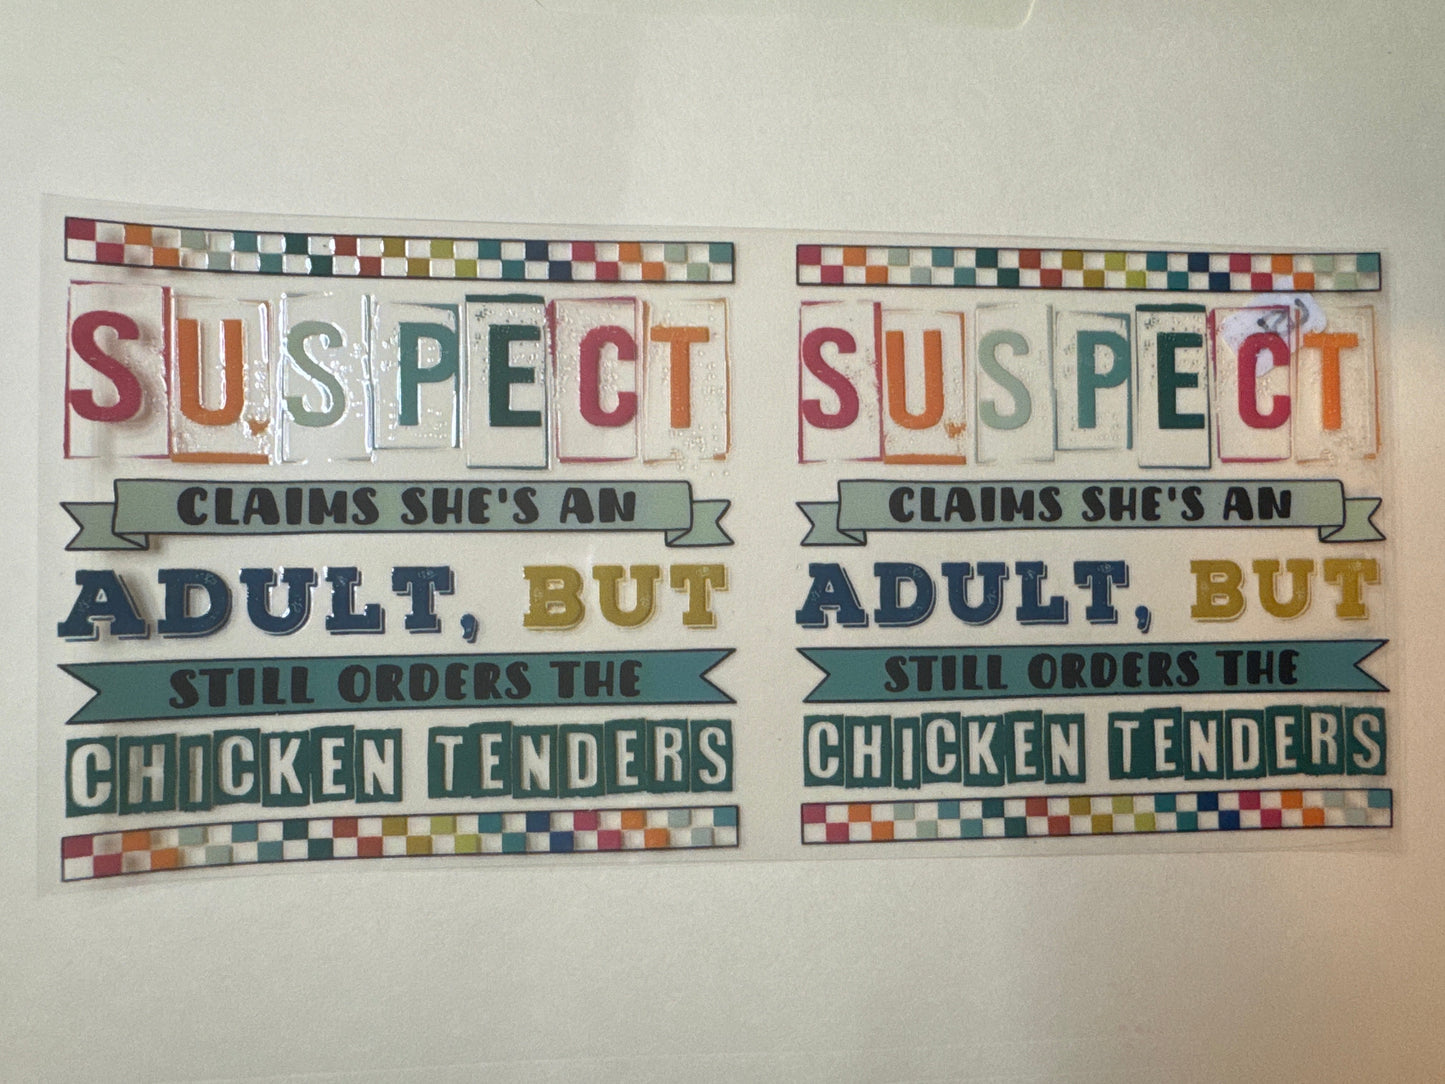 SUSPECT
CLAIMS SHE'S AN
ADULT, BUT
STILL ORDERS THE
CHICKEN TENDERS
SUSPECT
CLAIMS SHE'S AN
ADULT, BUT
STILL ORDERS THE
CHICKEN TENDERS